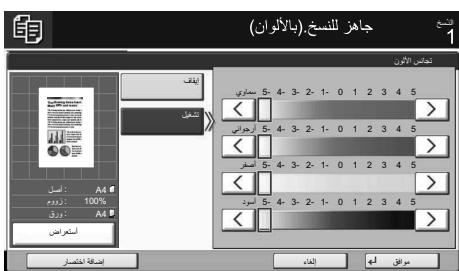 جاهز للنسخ.(بالألوان)
النسخ
1
تجانس الألون
إيقاف
تشغيل
سماوي 5- 4- 3- 2- 1- 0 1 2 3 4 5
أرجواني 5- 4- 3- 2- 1- 0 1 2 3 4 5
أصفر 5- 4- 3- 2- 1- 0 1 2 3 4 5
أسود 5- 4- 3- 2- 1- 0 1 2 3 4 5
أصل : A4
زووم : 100%
ورق : A4
أستعراض
إضافة اختصار
إلغاء
موافق